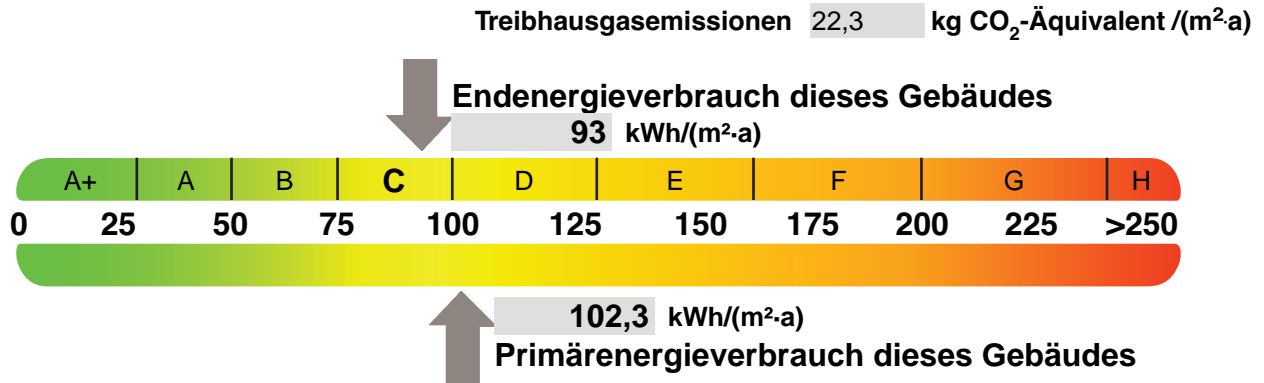 Treibhausgasemissionen 22,3 kg CO₂-Äquivalent /(m²·a)
Endenergieverbrauch dieses Gebäudes
93 kWh/(m²·a)
A+ A B C D E F G H
0 25 50 75 100 125 150 175 200 225 >250
102,3 kWh/(m²·a)
Primärenergieverbrauch dieses Gebäudes